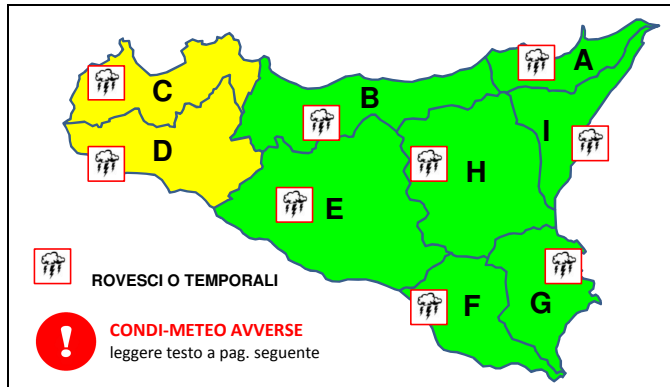 A
C
B
I
D
H
E
ROVESCI O TEMPORALI
F
G
!
CONDI-METEO AVVERSE
leggere testo a pag. seguente